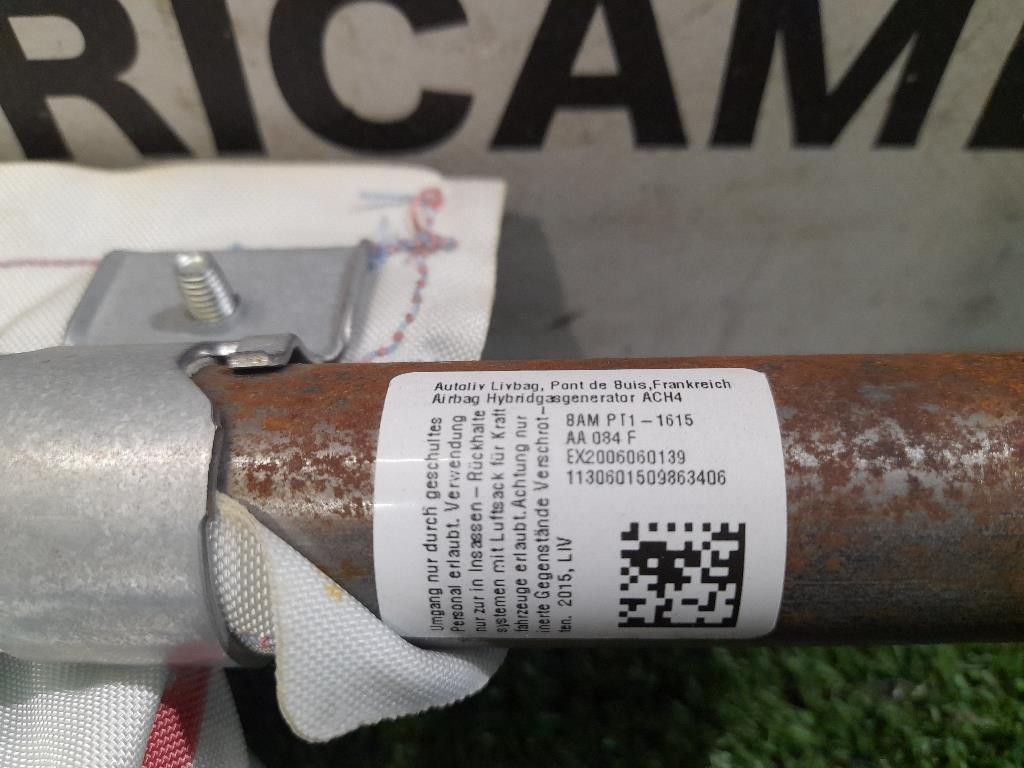 RICAM
Autoliv Livbag, Pont de Buis,Frankreich
Airbag Hybridgasgenerator ACH4
Umgang nur durch geschultes
Personal erlaubt. Verwendung
nur zur in Insassen-Rückhalte
systemen mit Luftsack für Kraft
fahrzeuge erlaubt.Achtung nur
inerte Gegenstände Verschrot-
ten. 2015, LIV
BAM PT1-1615
AA 084 F
EX2006060139
1130601509863406